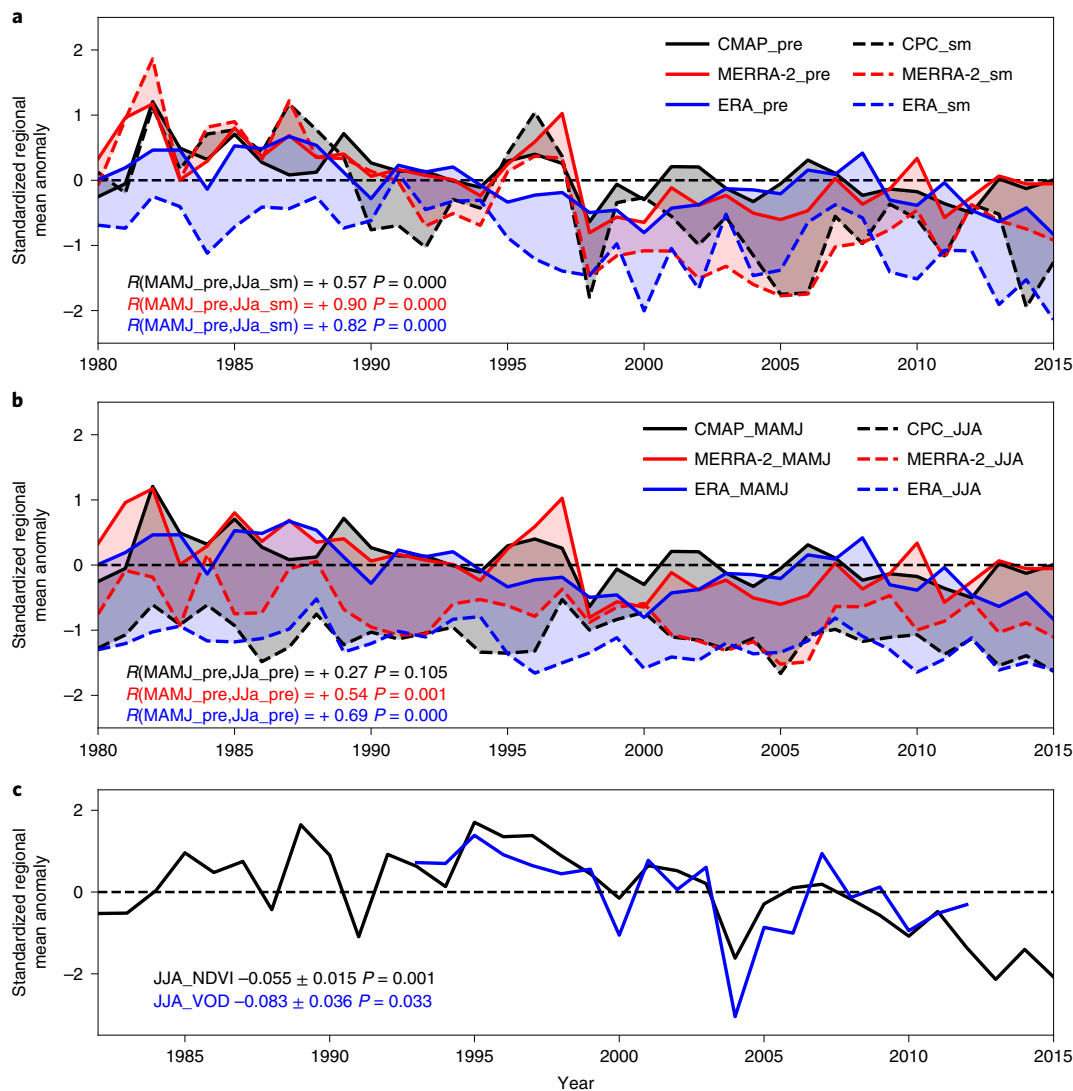 a
Standardized regional
mean anomaly
2
1
0
−1
−2
CMAP_pre
CPC_sm
MERRA-2_pre
MERRA-2_sm
ERA_pre
ERA_sm
R(MAMJ_pre,JJa_sm) = + 0.57 P = 0.000
R(MAMJ_pre,JJa_sm) = + 0.90 P = 0.000
R(MAMJ_pre,JJa_sm) = + 0.82 P = 0.000
1980 1985 1990 1995 2000 2005 2010 2015
b
Standardized regional
mean anomaly
2
1
0
−1
−2
CMAP_MAMJ
CPC_JJA
MERRA-2_MAMJ
MERRA-2_JJA
ERA_MAMJ
ERA_JJA
R(MAMJ_pre,JJa_pre) = + 0.27 P = 0.105
R(MAMJ_pre,JJa_pre) = + 0.54 P = 0.001
R(MAMJ_pre,JJa_pre) = + 0.69 P = 0.000
1980 1985 1990 1995 2000 2005 2010 2015
c
Standardized regional
mean anomaly
2
0
−2
JJA_NDVI −0.055 ± 0.015 P = 0.001
JJA_VOD −0.083 ± 0.036 P = 0.033
1985 1990 1995 2000 2005 2010 2015
Year